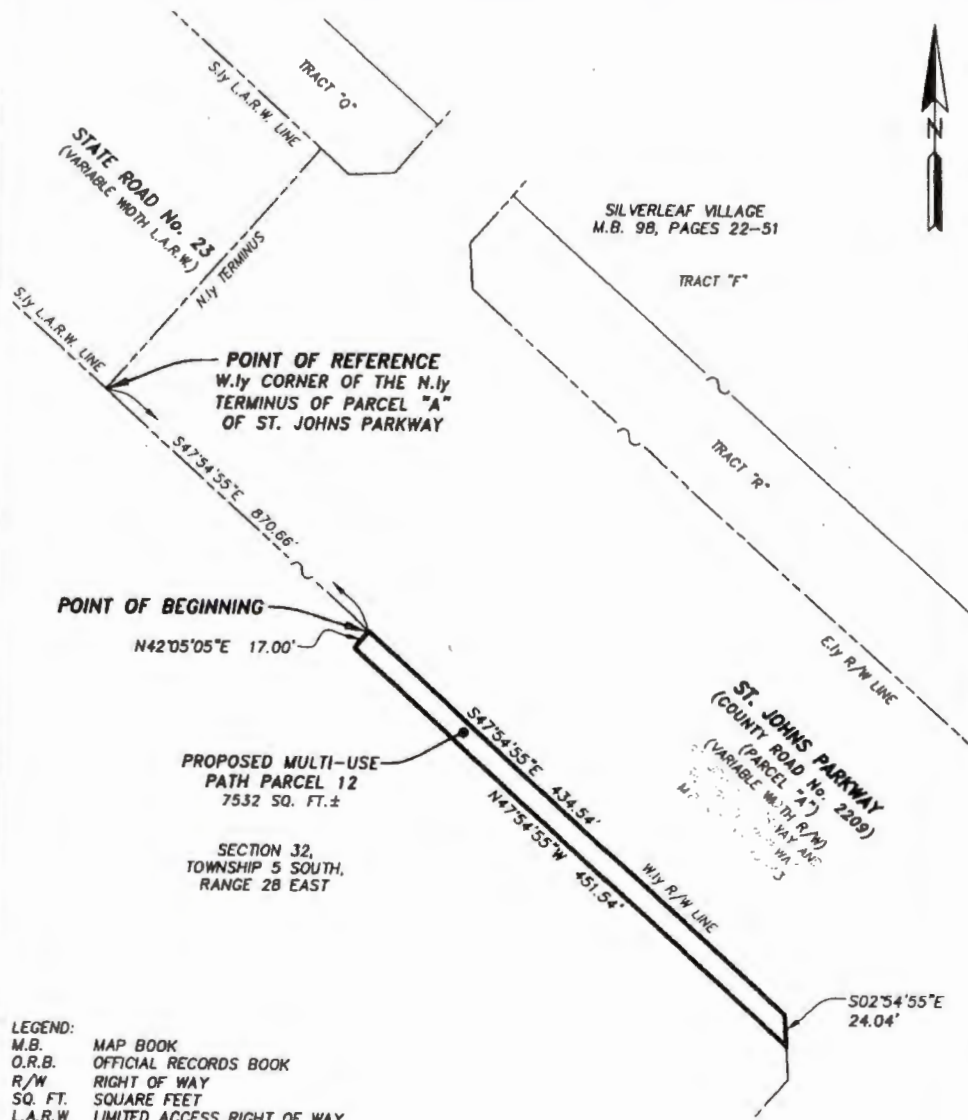 S.ly L.A.R.W. LINE
TRACT "Q"
STATE ROAD No. 23
(VARIABLE WIDTH L.A.R.W.)
N.ly TERMINUS
S.ly L.A.R.W. LINE
N
SILVERLEAF VILLAGE
M.B. 98, PAGES 22-51
TRACT "F"
POINT OF REFERENCE
W.ly CORNER OF THE N.ly
TERMINUS OF PARCEL "A"
OF ST. JOHNS PARKWAY
S47°54'55"E 870.66'
TRACT "R"
POINT OF BEGINNING
N42°05'05"E 17.00'
E.ly R/W LINE
S47°54'55"E 434.54'
PROPOSED MULTI-USE
PATH PARCEL 12
7532 SQ. FT.±
N47°54'55"W 451.54'
W.ly R/W LINE
ST. JOHNS PARKWAY
(COUNTY ROAD No. 2209)
(PARCEL "A")
(VARIABLE WIDTH R/W)
SECTION 32,
TOWNSHIP 5 SOUTH,
RANGE 28 EAST
S02°54'55"E
24.04'
LEGEND:
M.B. MAP BOOK
O.R.B. OFFICIAL RECORDS BOOK
R/W RIGHT OF WAY
SQ. FT. SQUARE FEET
L.A.R.W. LIMITED ACCESS RIGHT OF WAY